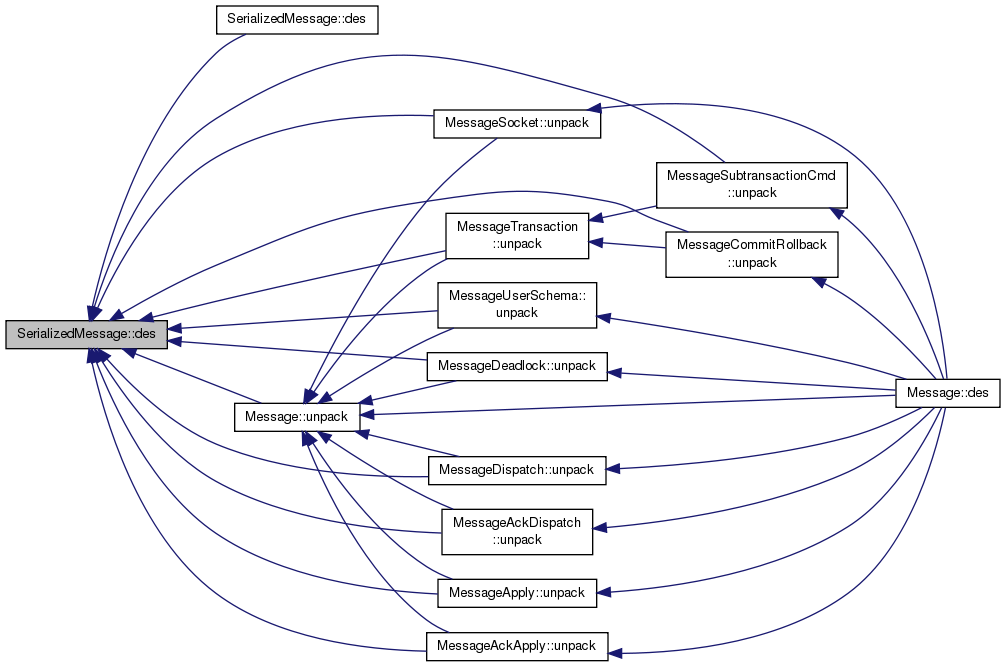 SerializedMessage::des
MessageSocket::unpack
MessageSubtransactionCmd
::unpack
MessageTransaction
::unpack
MessageCommitRollback
::unpack
MessageUserSchema::
unpack
SerializedMessage::des
MessageDeadlock::unpack
Message::des
Message::unpack
MessageDispatch::unpack
MessageAckDispatch
::unpack
MessageApply::unpack
MessageAckApply::unpack